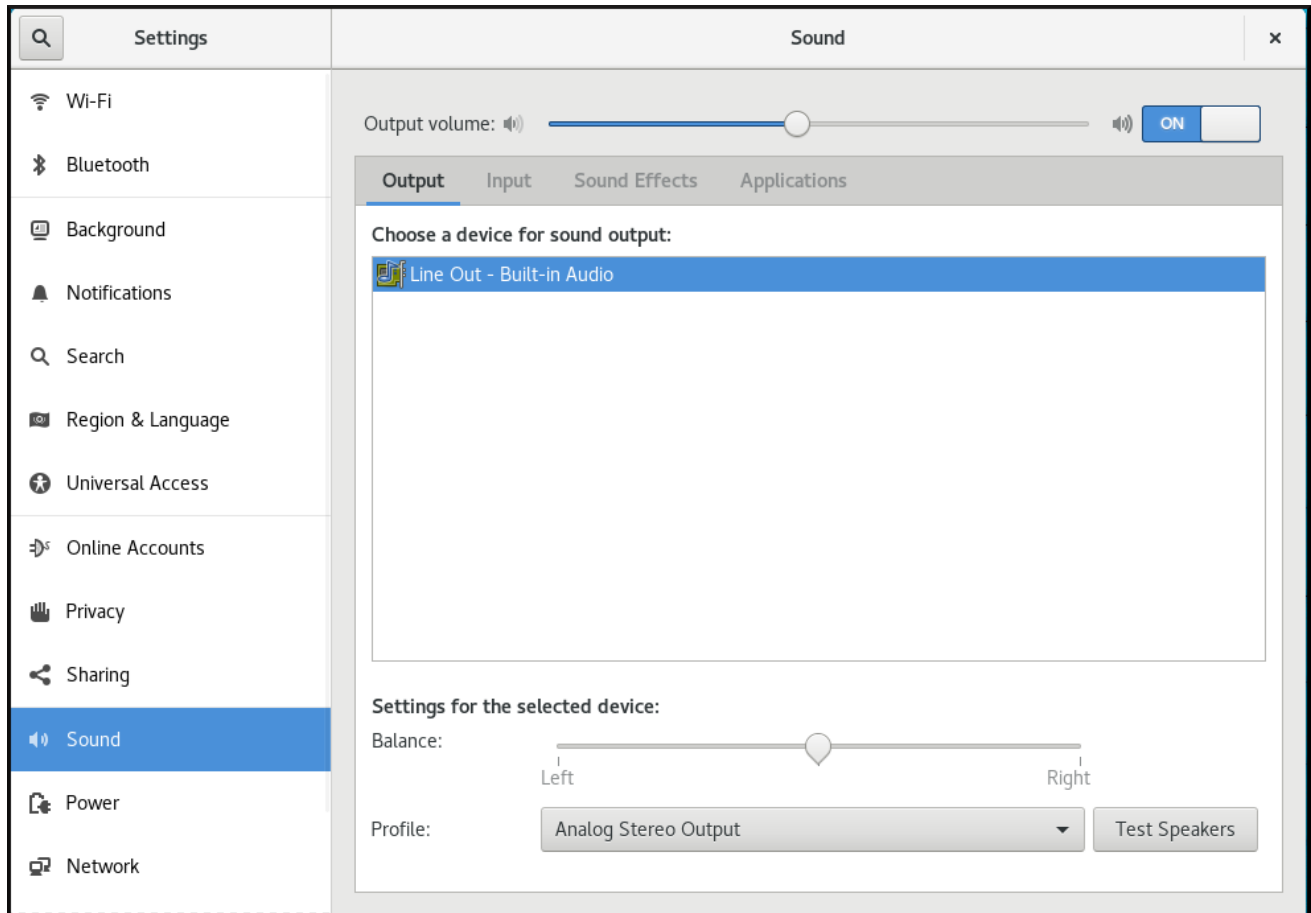 Settings
Sound
Wi-Fi
Bluetooth
Background
Notifications
Search
Region & Language
Universal Access
Online Accounts
Privacy
Sharing
Sound
Power
Network
Output volume:
ON
Output Input Sound Effects Applications
Choose a device for sound output:
Line Out - Built-in Audio
Settings for the selected device:
Balance:
Left Right
Profile: Analog Stereo Output Test Speakers